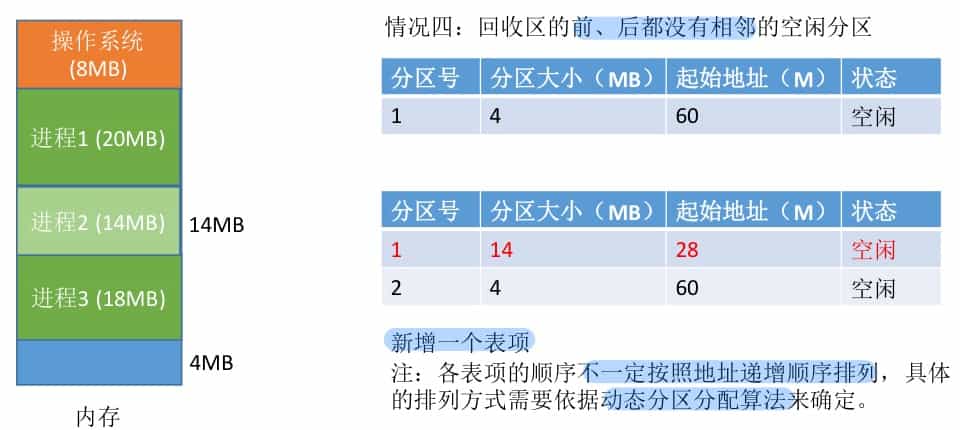 操作系统
(8MB)
进程1 (20MB)
进程2 (14MB)
14MB
进程3 (18MB)
4MB
内存
情况四：回收区的前、后都没有相邻的空闲分区
分区号 分区大小（MB） 起始地址（M） 状态
1 4 60 空闲
分区号 分区大小（MB） 起始地址（M） 状态
1 14 28 空闲
2 4 60 空闲
新增一个表项
注：各表项的顺序不一定按照地址递增顺序排列，具体
的排列方式需要依据动态分区分配算法来确定。